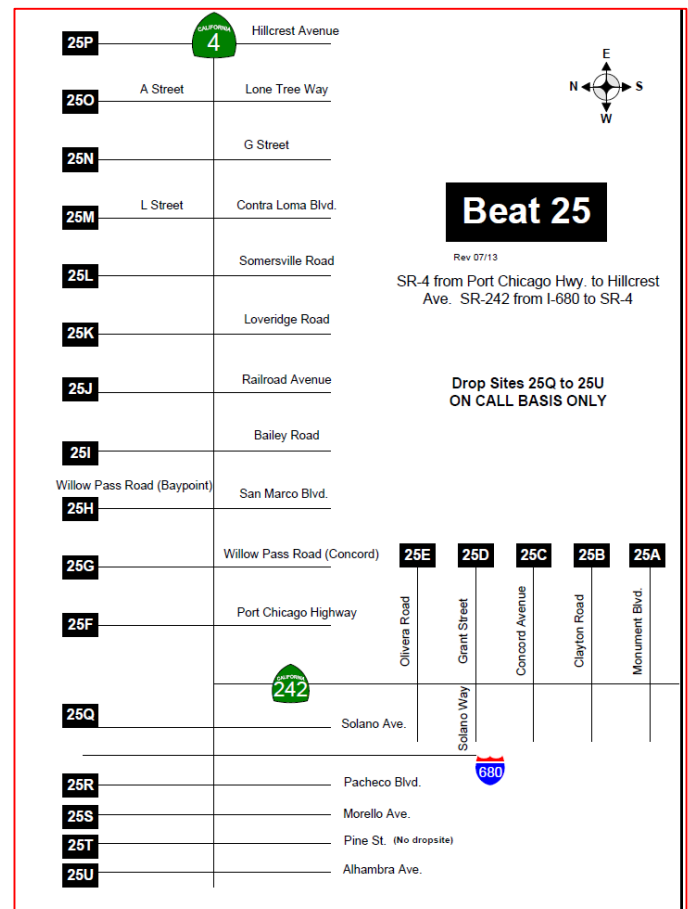 CALIFORNIA
4
Hillcrest Avenue
25P
E
N S
W
A Street Lone Tree Way
25O
G Street
25N
L Street Contra Loma Blvd.
25M
Beat 25
Rev 07/13
SR-4 from Port Chicago Hwy. to Hillcrest
Ave. SR-242 from I-680 to SR-4
Somersville Road
25L
Loveridge Road
25K
Railroad Avenue
25J
Drop Sites 25Q to 25U
ON CALL BASIS ONLY
Bailey Road
25I
Willow Pass Road (Baypoint) San Marco Blvd.
25H
Willow Pass Road (Concord)
25G
25E 25D 25C 25B 25A
Olivera Road
Grant Street
Concord Avenue
Clayton Road
Monument Blvd.
Port Chicago Highway
25F
CALIFORNIA
242
Solano Way
25Q
Solano Ave.
680
25R Pacheco Blvd.
25S Morello Ave.
25T Pine St. (No dropsite)
25U Alhambra Ave.